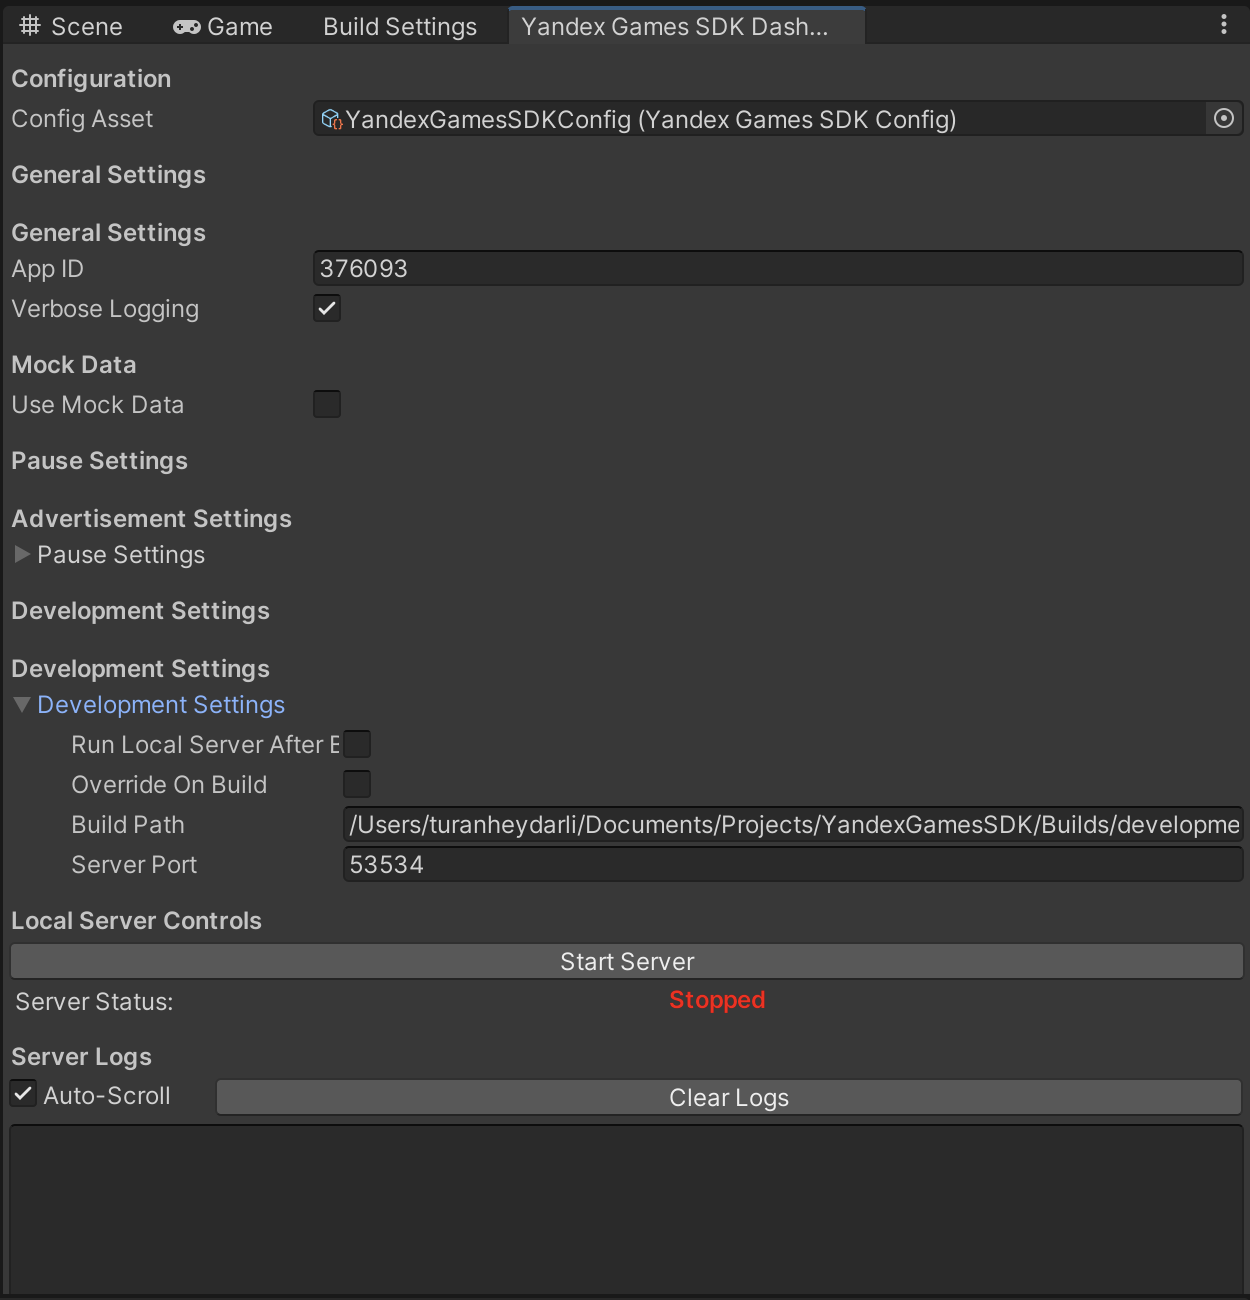 Scene Game Build Settings Yandex Games SDK Dash...
Configuration
Config Asset YandexGamesSDKConfig (Yandex Games SDK Config)
General Settings
General Settings
App ID 376093
Verbose Logging
Mock Data
Use Mock Data
Pause Settings
Advertisement Settings
Pause Settings
Development Settings
Development Settings
Development Settings
Run Local Server After B
Override On Build
Build Path /Users/turanheydarli/Documents/Projects/YandexGamesSDK/Builds/developme
Server Port 53534
Local Server Controls
Start Server
Server Status: Stopped
Server Logs
Auto-Scroll Clear Logs